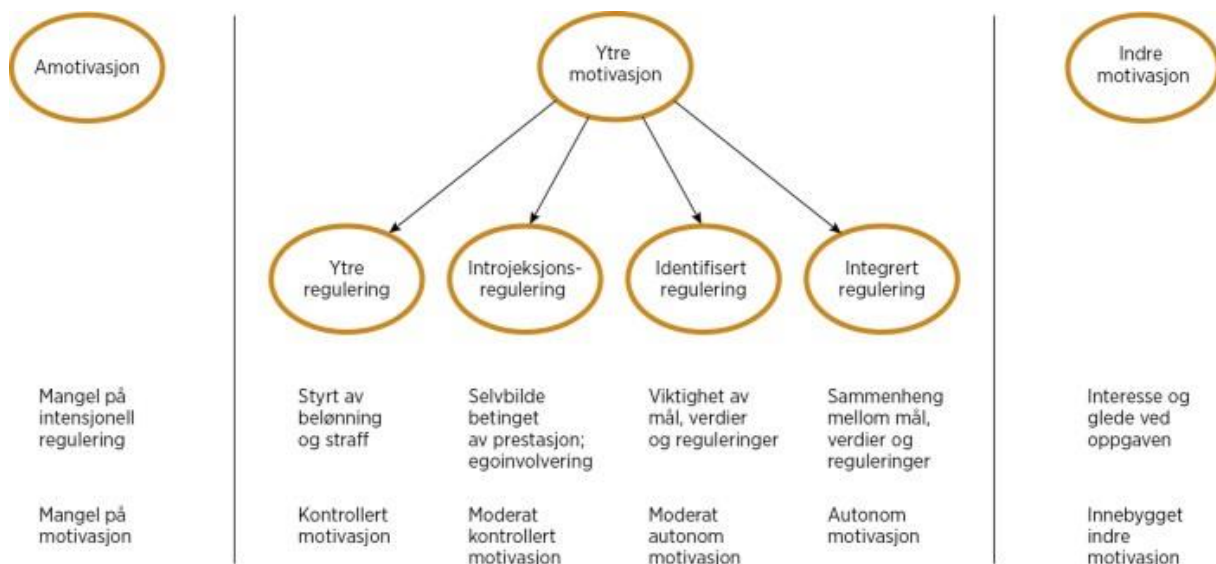 Amotivasjon
Ytre
motivasjon
Indre
motivasjon
Ytre
regulering
Introjeksjons-
regulering
Identifisert
regulering
Integrert
regulering
Mangel på
intensjonell
regulering
Styrt av
belønning
og straff
Selvbilde
betinget
av prestasjon;
egoinvolvering
Viktighet av
mål, verdier
og reguleringer
Sammenheng
mellom mål,
verdier og
reguleringer
Interesse og
glede ved
oppgaven
Mangel på
motivasjon
Kontrollert
motivasjon
Moderat
kontrollert
motivasjon
Moderat
autonom
motivasjon
Autonom
motivasjon
Innebygget
indre
motivasjon